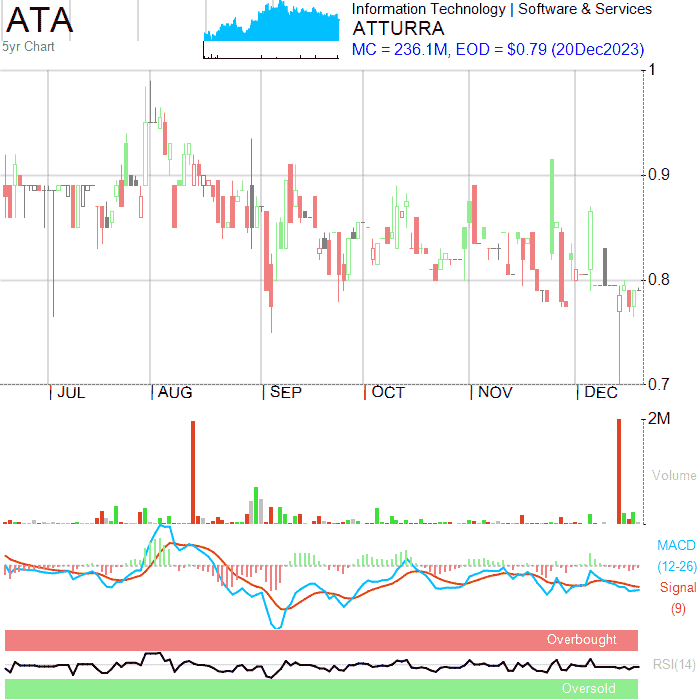 ATA
5yr Chart
Information Technology | Software & Services
ATTURRA
MC = 236.1M, EOD = $0.79 (20Dec2023)
1
0.9
0.8
0.7
JUL
AUG
SEP
OCT
NOV
DEC
2M
Volume
MACD
(12-26)
Signal
(9)
Overbought
RSI(14)
Oversold